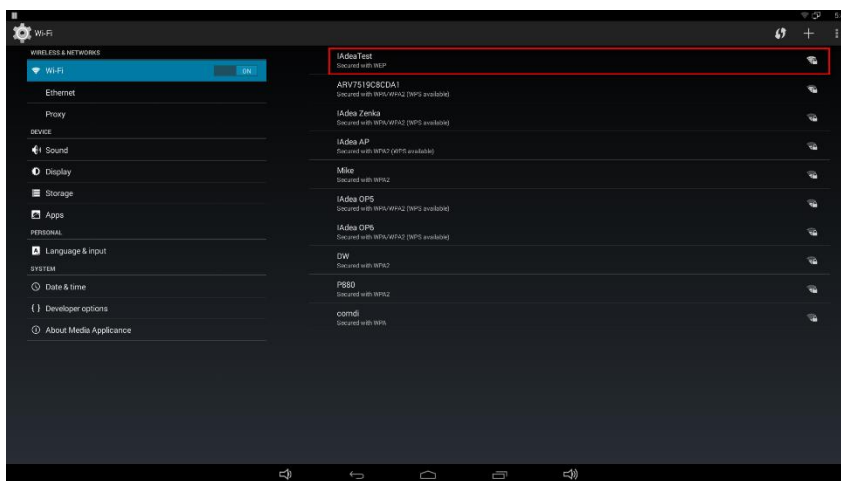 Wi-Fi
WIRELESS & NETWORKS
Wi-Fi
ON
Ethernet
Proxy
DEVICE
Sound
Display
Storage
Apps
PERSONAL
Language & input
SYSTEM
Date & time
Developer options
About Media Applicance
IAdeaTest
Secured with WEP
ARV7519C8CDA1
Secured with WPA/WPA2 (WPS available)
IAdea Zenka
Secured with WPA/WPA2 (WPS available)
IAdea AP
Secured with WPA2 (WPS available)
Mike
Secured with WPA2
IAdea OP5
Secured with WPA/WPA2 (WPS available)
IAdea OP6
Secured with WPA/WPA2 (WPS available)
DW
Secured with WPA2
P880
Secured with WPA2
comdi
Secured with WPA